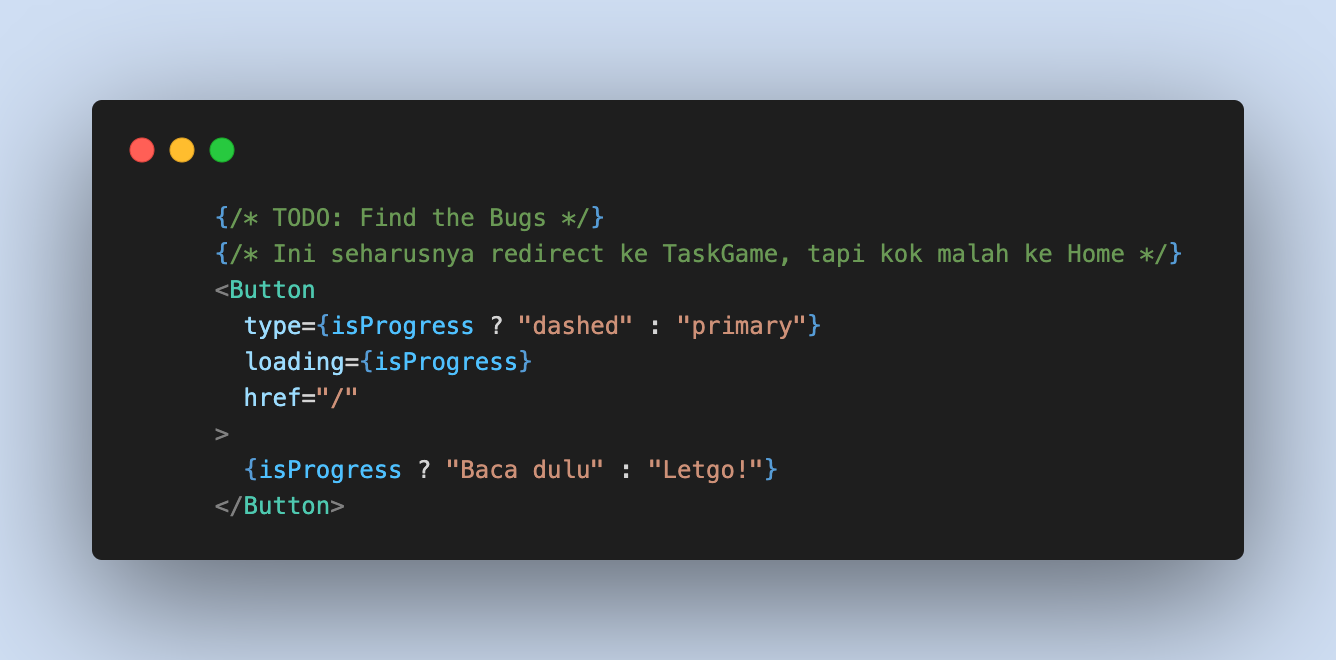 {/* TODO: Find the Bugs */}
{/* Ini seharusnya redirect ke TaskGame, tapi kok malah ke Home */}
<Button
type={isProgress ? "dashed" : "primary"}
loading={isProgress}
href="/"
>
{isProgress ? "Baca dulu" : "Letgo!"}
</Button>